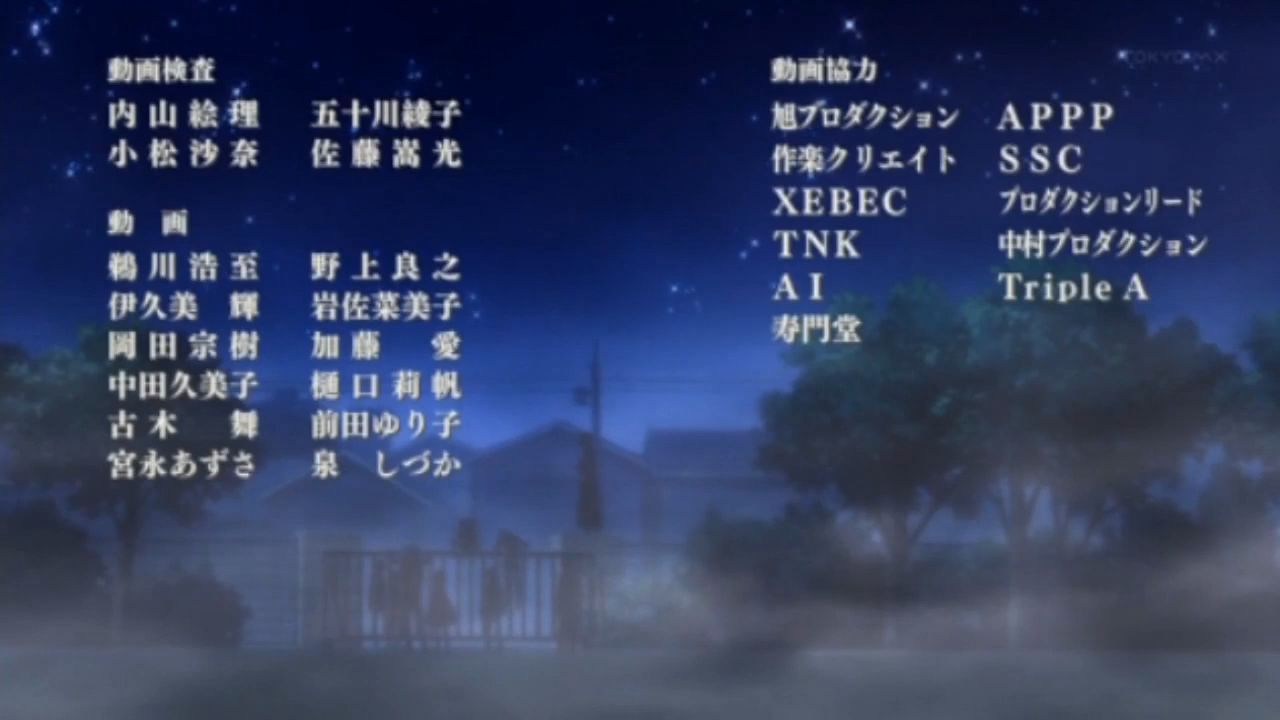 動画検査
内山絵理 五十川綾子
小松沙奈 佐藤嵩光
動 画
鵜川浩至 野上良之
伊久美 輝 岩佐菜美子
岡田宗樹 加藤 愛
中田久美子 樋口莉帆
古木 舞 前田ゆり子
宮永あずさ 泉 しづか
動画協力
旭プロダクション APPP
作楽クリエイト SSC
XEBEC プロダクションリード
TNK 中村プロダクション
AI Triple A
寿門堂
TOKYO MX